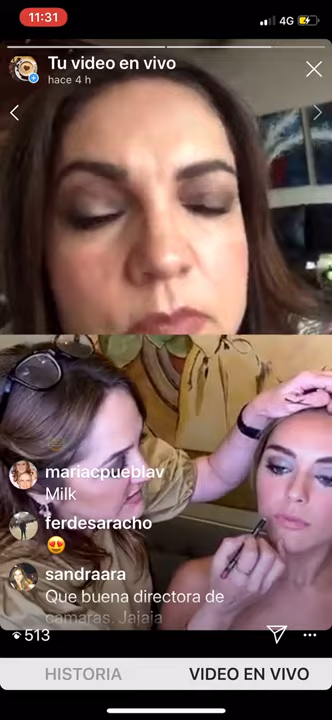 11:31
4G
Tu video en vivo
hace 4 h
mariacpueblav
Milk
ferdesaracho
😍
sandraara
Que buena directora de
camaras. Jajaja
513
HISTORIA
VIDEO EN VIVO